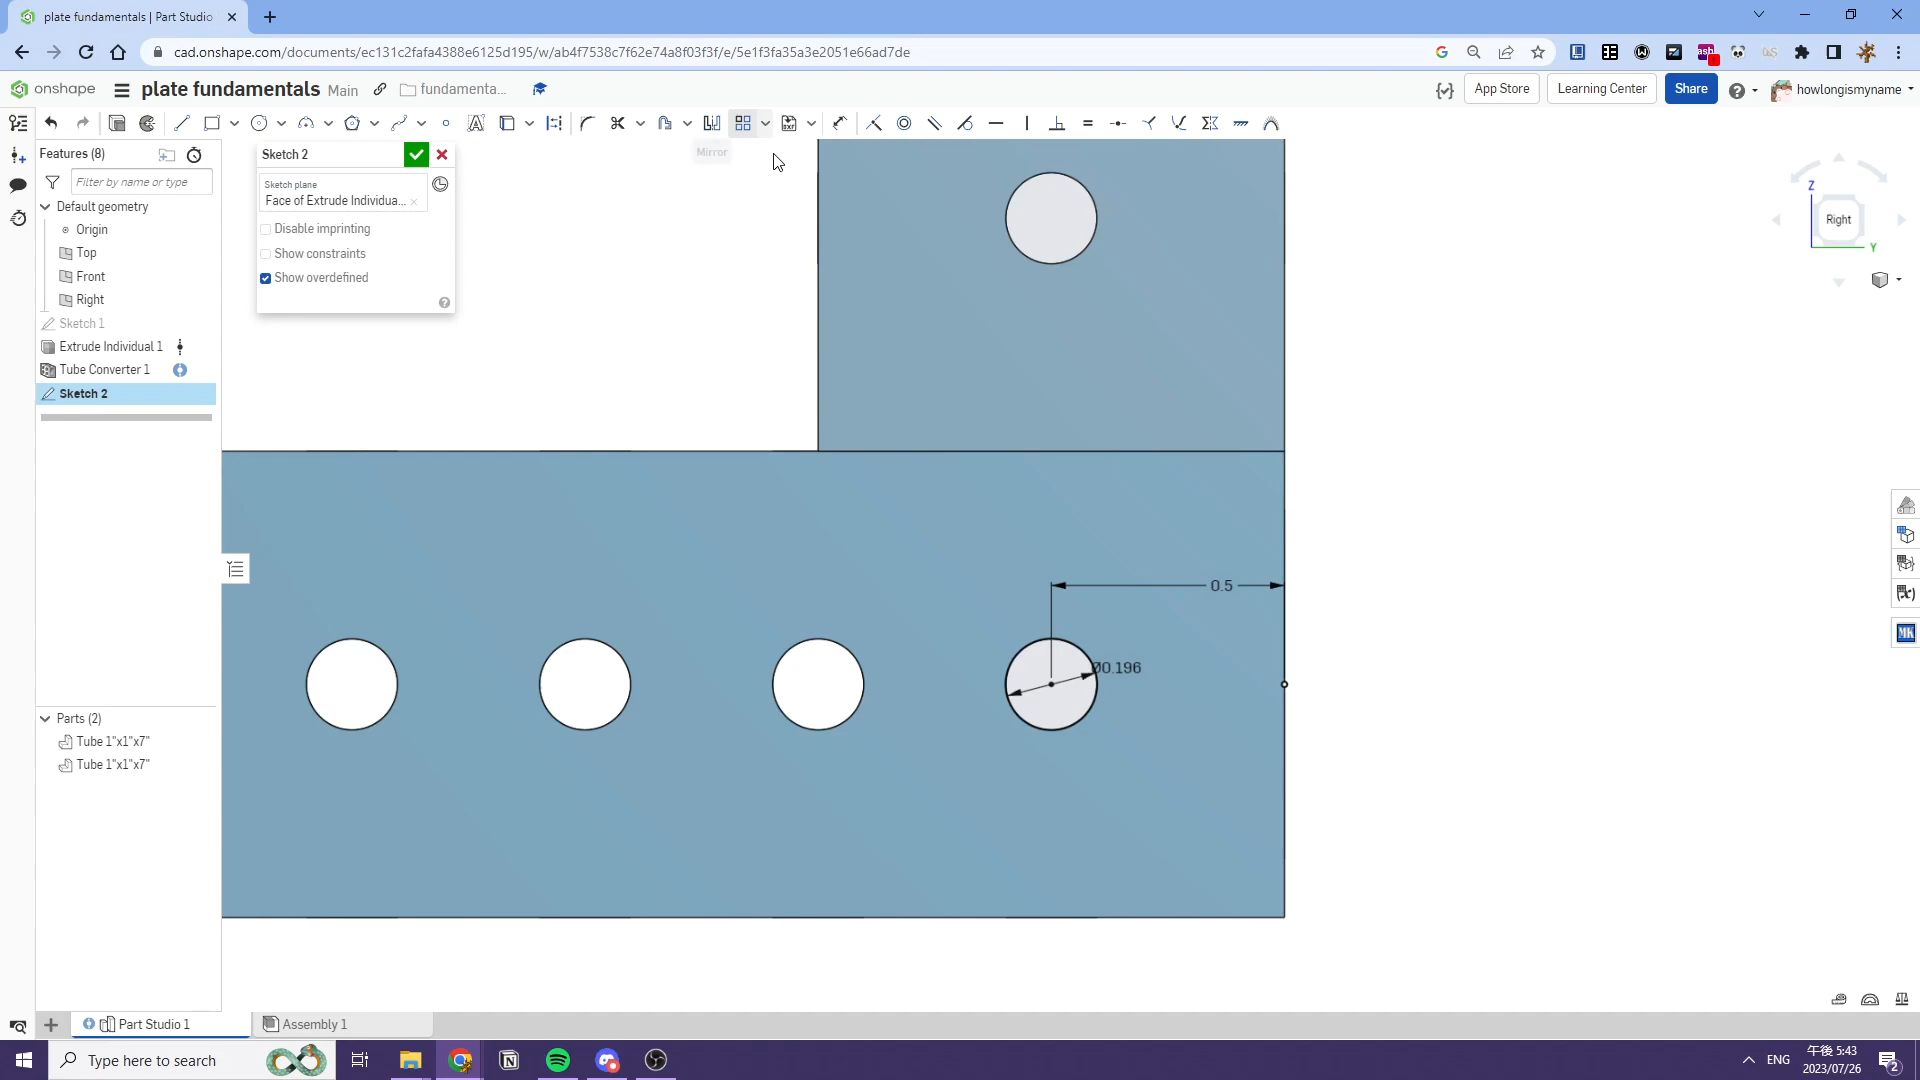 plate fundamentals | Part Studio
cad.onshape.com/documents/ec131c2fafa4388e6125d195/w/ab4f7538c7f62e74a8f03f3f/e/5e1f3fa35a3e2051e66ad7de
onshape
plate fundamentals Main
fundamenta...
App Store
Learning Center
Share
howlongismyname
Features (8)
Filter by name or type
Default geometry
Origin
Top
Front
Right
Sketch 1
Extrude Individual 1
Tube Converter 1
Sketch 2
Parts (2)
Tube 1"x1"x7"
Tube 1"x1"x7"
Sketch 2
Sketch plane
Face of Extrude Individua...
Disable imprinting
Show constraints
Show overdefined
Mirror
0.5
Ø0.196
Z
Right
Y
MK
Part Studio 1
Assembly 1
Type here to search
ENG
午後 5:43
2023/07/26
2